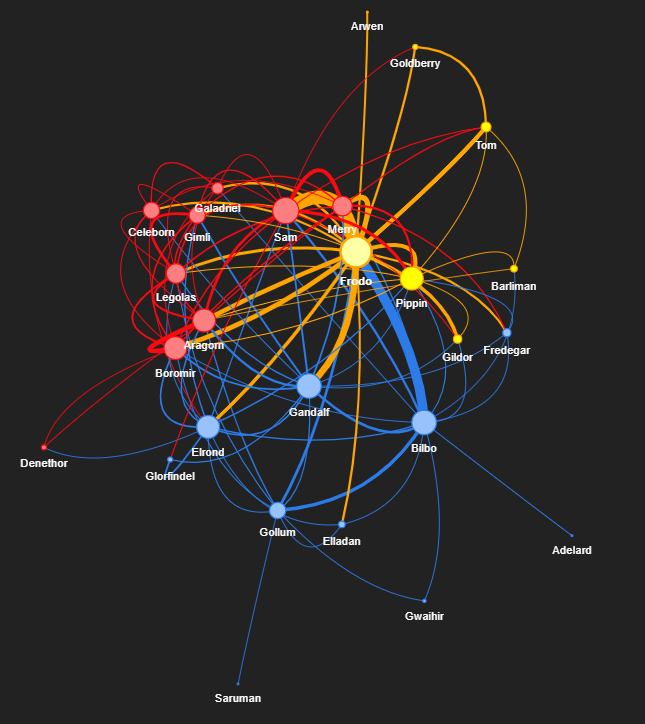 Arwen
Goldberry
Tom
Galadriel
Celeborn
Gimli
Sam
Merry
Frodo
Barliman
Legolas
Pippin
Aragorn
Fredegar
Gildor
Boromir
Gandalf
Bilbo
Elrond
Denethor
Glorfindel
Gollum
Elladan
Adelard
Gwaihir
Saruman